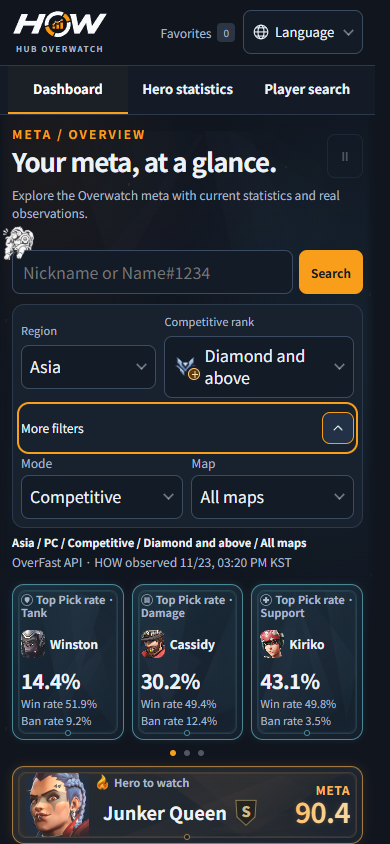 HOW
HUB OVERWATCH
Favorites 0
Language
Dashboard
Hero statistics
Player search
META / OVERVIEW
Your meta, at a glance.
Explore the Overwatch meta with current statistics and real
observations.
Nickname or Name#1234
Search
Region
Competitive rank
Asia
Diamond and
above
More filters
Mode
Map
Competitive
All maps
Asia / PC / Competitive / Diamond and above / All maps
OverFast API · HOW observed 11/23, 03:20 PM KST
Top Pick rate ·
Tank
Winston
14.4%
Win rate 51.9%
Ban rate 9.2%
Top Pick rate ·
Damage
Cassidy
30.2%
Win rate 49.4%
Ban rate 12.4%
Top Pick rate ·
Support
Kiriko
43.1%
Win rate 49.8%
Ban rate 3.5%
Hero to watch
Junker Queen
S
META
90.4